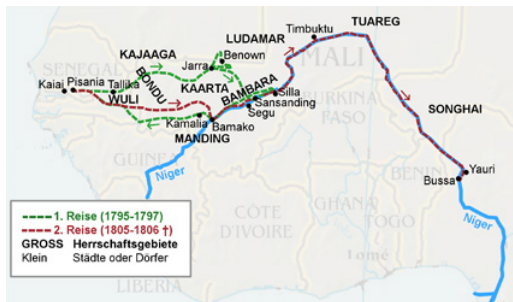 LUDAMAR
Timbuktu
TUAREG
KAJAAGA
Benown
MALI
Jarra
SENEGAL
Kaiai
Pisania
Tallika
BONDU
KAARTA
BAMBARA
Silla
Sansanding
Segu
WULI
BURKINA
FASO
SONGHAI
Kamalia
MANDING
Bamako
GUINEA
BENIN
Yauri
Bussa
Niger
CÔTE
D'IVOIRE
GHANA
TOGO
Lomé
Niger
LIBERIA
1. Reise (1795-1797)
2. Reise (1805-1806 †)
GROSS Herrschaftsgebiete
Klein Städte oder Dörfer